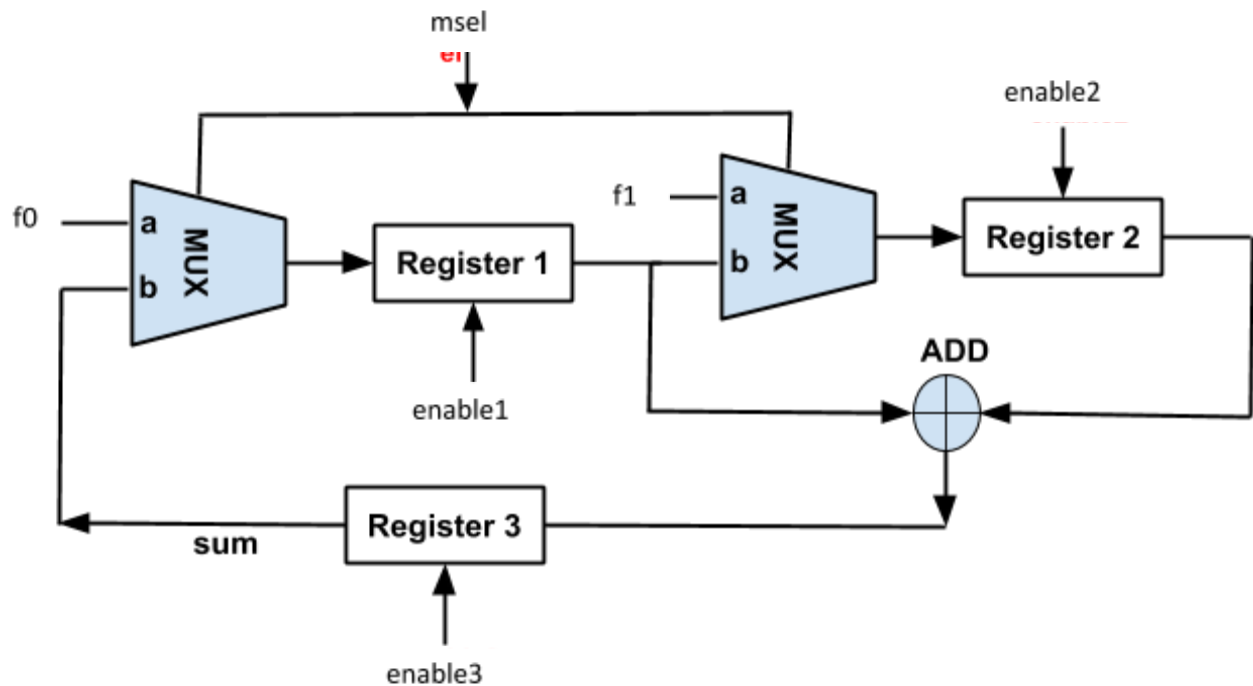 msel
enable2
f0
a
MUX
b
Register 1
f1
a
MUX
b
Register 2
enable1
ADD
Register 3
sum
enable3